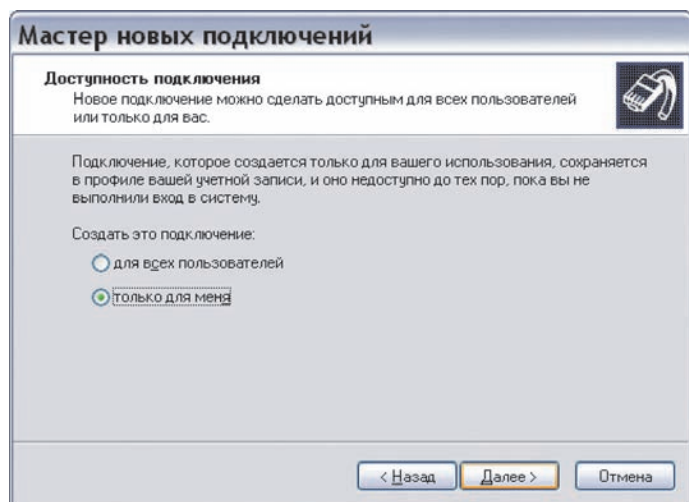 Мастер новых подключений
Доступность подключения
Новое подключение можно сделать доступным для всех пользователей
или только для вас.
Подключение, которое создается только для вашего использования, сохраняется
в профиле вашей учетной записи, и оно недоступно до тех пор, пока вы не
выполнили вход в систему.
Создать это подключение:
для всех пользователей
только для меня
< Назад
Далее >
Отмена